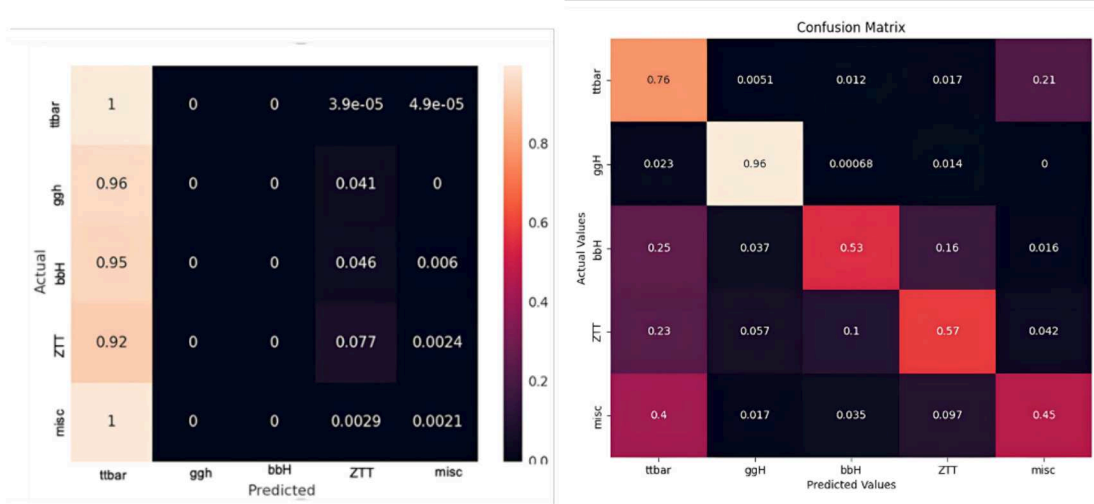 ttbar 1 0 0 3.9e-05 4.9e-05
ggh 0.96 0 0 0.041 0
bbH 0.95 0 0 0.046 0.006
ZTT 0.92 0 0 0.077 0.0024
misc 1 0 0 0.0029 0.0021
Actual
ttbar ggh bbH ZTT misc
Predicted
0.8
0.6
0.4
0.2
0.0
Confusion Matrix
ttbar 0.76 0.0051 0.012 0.017 0.21
ggH 0.023 0.96 0.00068 0.014 0
bbH 0.25 0.037 0.53 0.16 0.016
ZTT 0.23 0.057 0.1 0.57 0.042
misc 0.4 0.017 0.035 0.097 0.45
Actual Values
ttbar ggH bbH ZTT misc
Predicted Values